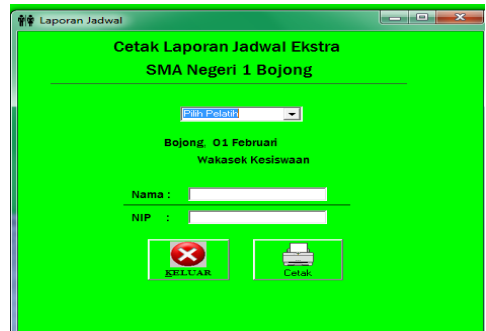 Laporan Jadwal
Cetak Laporan Jadwal Ekstra
SMA Negeri 1 Bojong
Pilih Pelatih
Bojong, 01 Februari
Wakasek Kesiswaan
Nama :
NIP :
KELUAR
Cetak